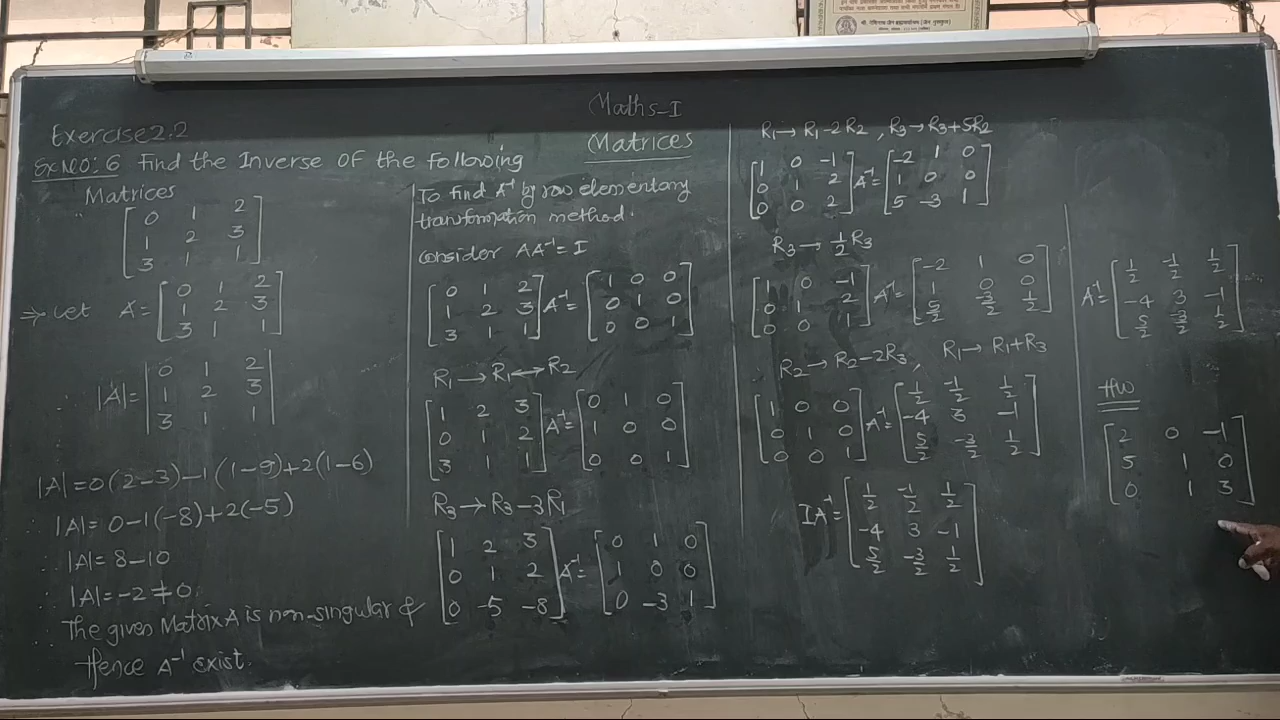 Maths-I
Matrices
Exercise 2.2
Ex NO: 6 Find the Inverse OF the Following
Matrices
[0 1 2
1 2 3
3 1 1]
⇒ Let A = [0 1 2
1 2 3
3 1 1]
∴ |A| = |0 1 2
1 2 3
3 1 1|
|A| = 0(2-3)-1(1-9)+2(1-6)
∴ |A| = 0-1(-8)+2(-5)
∴ |A| = 8-10
∴ |A| = -2 ≠ 0
∴ The given Matrix A is non-singular &
∴ Hence A⁻¹ exist.
To find A⁻¹ by row elementary
transformation method.
Consider AA⁻¹ = I
[0 1 2
1 2 3
3 1 1] A⁻¹ = [1 0 0
0 1 0
0 0 1]
R₁ → R₁ ↔ R₂
[1 2 3
0 1 2
3 1 1] A⁻¹ = [0 1 0
1 0 0
0 0 1]
R₃ → R₃-3R₁
[1 2 3
0 1 2
0 -5 -8] A⁻¹ = [0 1 0
1 0 0
0 -3 1]
R₁ → R₁-2R₂, R₃ → R₃+5R₂
[1 0 -1
0 1 2
0 0 2] A⁻¹ = [-2 1 0
1 0 0
5 -3 1]
R₃ → 1/2 R₃
[1 0 -1
0 1 2
0 0 1] A⁻¹ = [-2 1 0
1 0 0
5/2 -3/2 1/2]
R₂ → R₂-2R₃, R₁ → R₁+R₃
[1 0 0
0 1 0
0 0 1] A⁻¹ = [1/2 -1/2 1/2
-4 3 -1
5/2 -3/2 1/2]
IA⁻¹ = [1/2 -1/2 1/2
-4 3 -1
5/2 -3/2 1/2]
A⁻¹ = [1/2 -1/2 1/2
-4 3 -1
5/2 -3/2 1/2]
HW
[2 0 -1
5 1 0
0 1 3]